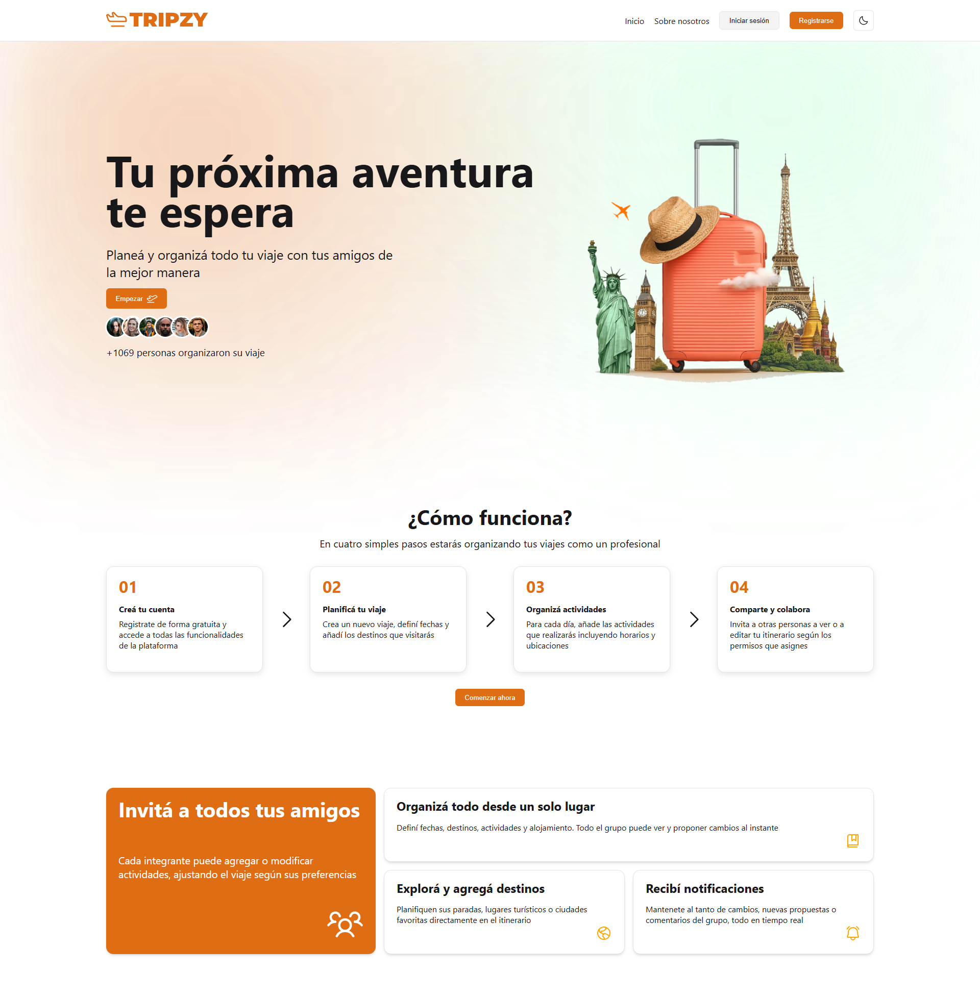 TRIPZY
Inicio
Sobre nosotros
Iniciar sesión
Registrarse
Tu próxima aventura
te espera
Planeá y organizá todo tu viaje con tus amigos de
la mejor manera
Empezar
+1069 personas organizaron su viaje
¿Cómo funciona?
En cuatro simples pasos estarás organizando tus viajes como un profesional
01
Creá tu cuenta
Registrate de forma gratuita y
accede a todas las funcionalidades
de la plataforma
02
Planificá tu viaje
Crea un nuevo viaje, definí fechas y
añadí los destinos que visitarás
03
Organizá actividades
Para cada día, añade las actividades
que realizarás incluyendo horarios y
ubicaciones
04
Comparte y colabora
Invita a otras personas a ver o a
editar tu itinerario según los
permisos que asignes
Comenzar ahora
Invitá a todos tus amigos
Cada integrante puede agregar o modificar
actividades, ajustando el viaje según sus preferencias
Organizá todo desde un solo lugar
Definí fechas, destinos, actividades y alojamiento. Todo el grupo puede ver y proponer cambios al instante
Explorá y agregá destinos
Planifiquen sus paradas, lugares turísticos o ciudades
favoritas directamente en el itinerario
Recibí notificaciones
Mantenete al tanto de cambios, nuevas propuestas o
comentarios del grupo, todo en tiempo real